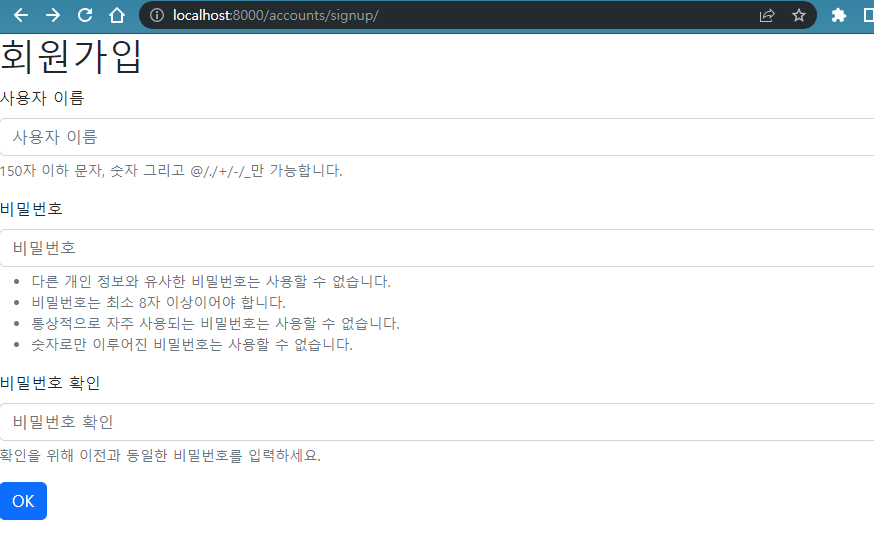 localhost:8000/accounts/signup/
회원가입
사용자 이름
사용자 이름
150자 이하 문자, 숫자 그리고 @/./+/-/_만 가능합니다.
비밀번호
비밀번호
다른 개인 정보와 유사한 비밀번호는 사용할 수 없습니다.
비밀번호는 최소 8자 이상이어야 합니다.
통상적으로 자주 사용되는 비밀번호는 사용할 수 없습니다.
숫자로만 이루어진 비밀번호는 사용할 수 없습니다.
비밀번호 확인
비밀번호 확인
확인을 위해 이전과 동일한 비밀번호를 입력하세요.
OK